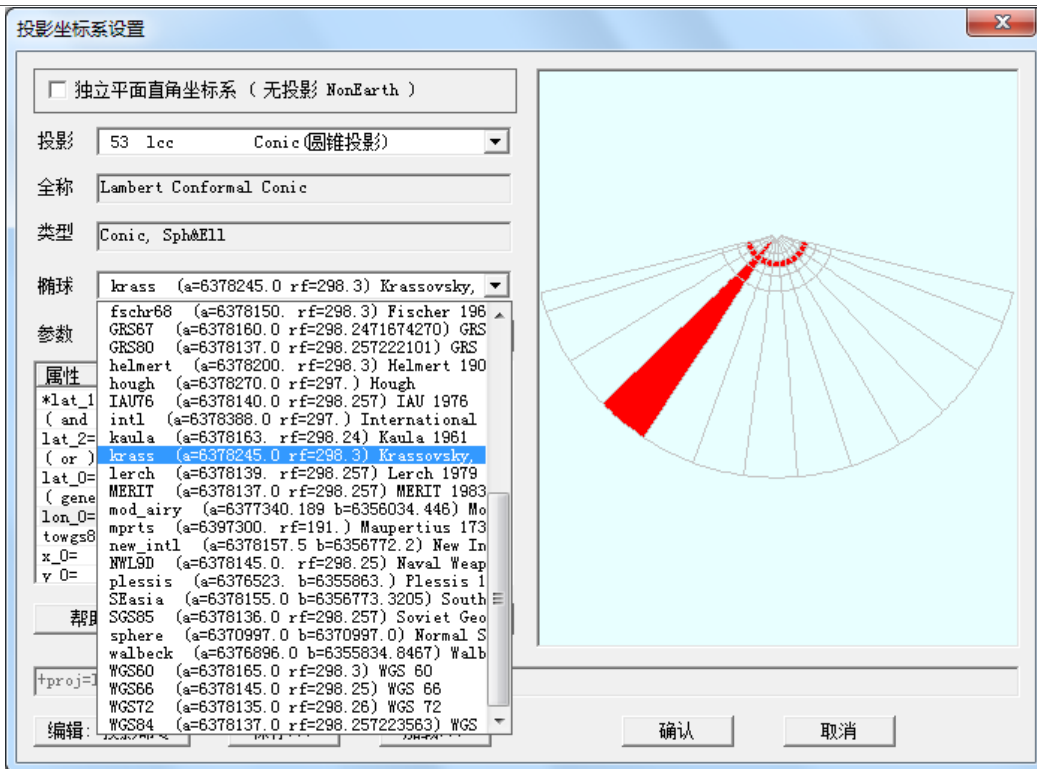 投影坐标系设置
独立平面直角坐标系 ( 无投影 NonEarth )
投影 53 lcc Conic(圆锥投影)
全称 Lambert Conformal Conic
类型 Conic, Sph&Ell
椭球 krass (a=6378245.0 rf=298.3) Krassovsky,
参数
属性
*lat_1
( and
lat_2=
( or )
lat_0=
( gene
lon_0=
towgs8
x_0=
y_0=
fschr68 (a=6378150. rf=298.3) Fischer 196
GRS67 (a=6378160.0 rf=298.2471674270) GRS
GRS80 (a=6378137.0 rf=298.257222101) GRS
helmert (a=6378200. rf=298.3) Helmert 190
hough (a=6378270.0 rf=297.) Hough
IAU76 (a=6378140.0 rf=298.257) IAU 1976
intl (a=6378388.0 rf=297.) International
kaula (a=6378163. rf=298.24) Kaula 1961
krass (a=6378245.0 rf=298.3) Krassovsky,
lerch (a=6378139. rf=298.257) Lerch 1979
MERIT (a=6378137.0 rf=298.257) MERIT 1983
mod_airy (a=6377340.189 b=6356034.446) Mo
mprts (a=6397300. rf=191.) Maupertius 173
new_intl (a=6378157.5 b=6356772.2) New In
NWL9D (a=6378145.0. rf=298.25) Naval Weap
plessis (a=6376523. b=6355863.) Plessis 1
SEasia (a=6378155.0 b=6356773.3205) South
SGS85 (a=6378136.0 rf=298.257) Soviet Geo
sphere (a=6370997.0 b=6370997.0) Normal S
walbeck (a=6376896.0 b=6355834.8467) Walb
WGS60 (a=6378165.0 rf=298.3) WGS 60
WGS66 (a=6378145.0 rf=298.25) WGS 66
WGS72 (a=6378135.0 rf=298.26) WGS 72
WGS84 (a=6378137.0 rf=298.257223563) WGS
+proj=
编辑:
确认
取消